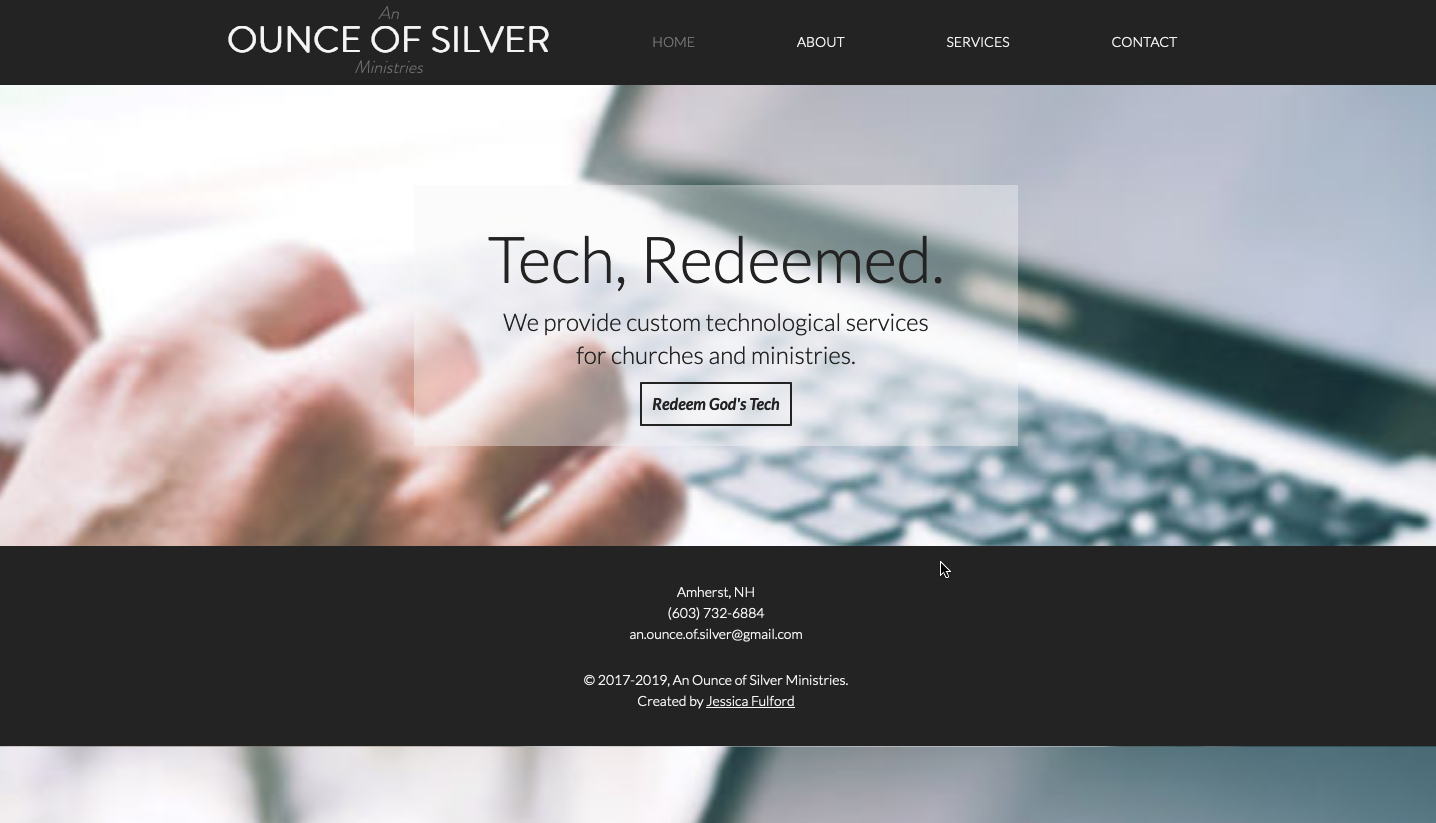 An
OUNCE OF SILVER
Ministries
HOME
ABOUT
SERVICES
CONTACT
Tech, Redeemed.
We provide custom technological services
for churches and ministries.
Redeem God's Tech
Amherst, NH
(603) 732-6884
an.ounce.of.silver@gmail.com
© 2017-2019, An Ounce of Silver Ministries.
Created by Jessica Fulford